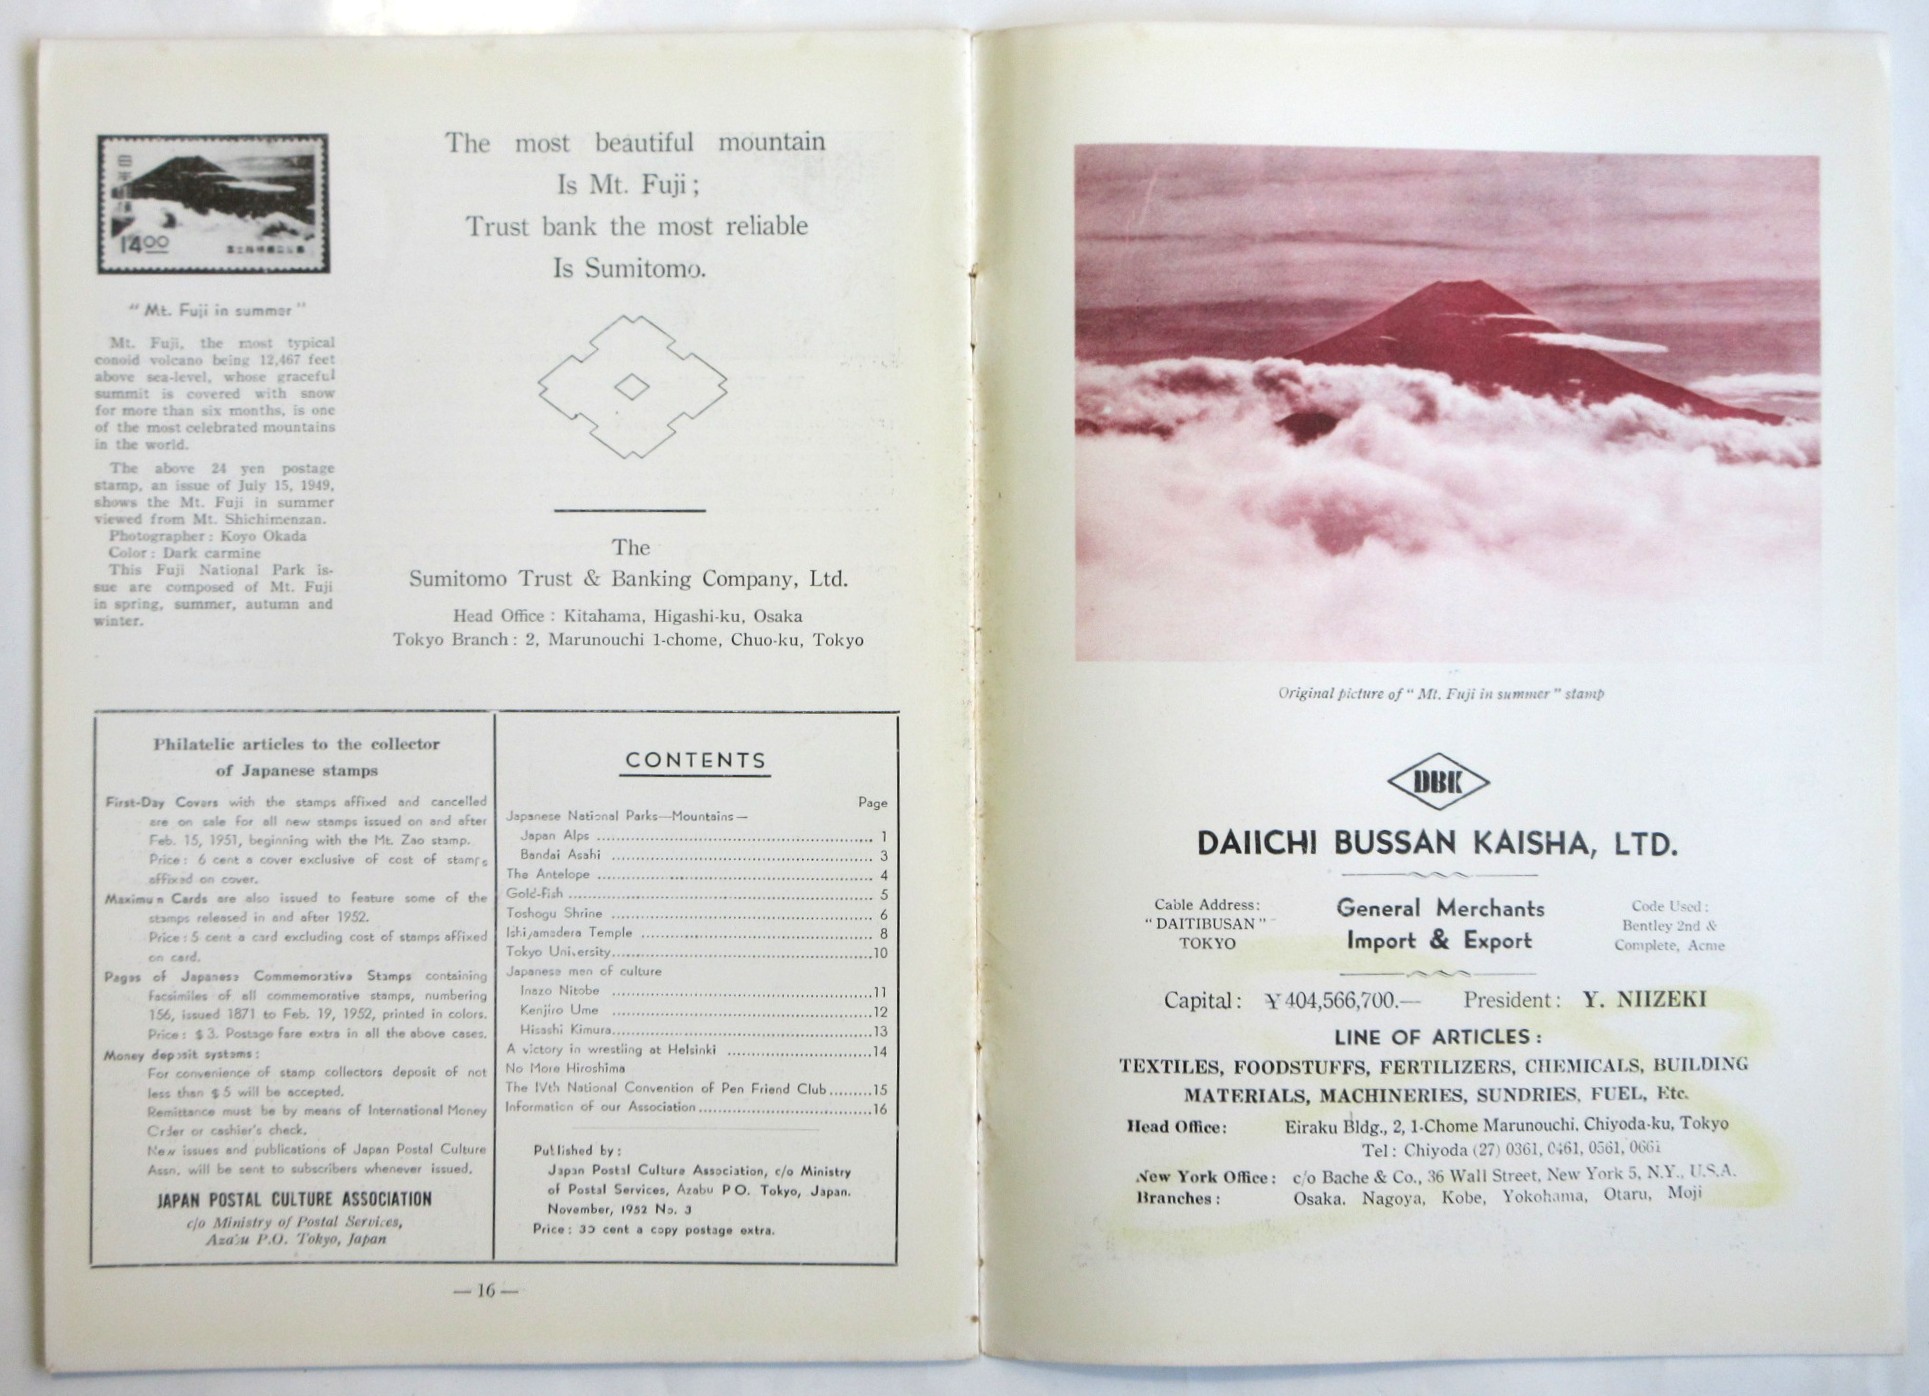 日本郵便
14.00
富士箱根国立公園
" Mt. Fuji in summer "
Mt. Fuji, the most typical
conoid volcano being 12,467 feet
above sea-level, whose graceful
summit is covered with snow
for more than six months, is one
of the most celebrated mountains
in the world.
The above 24 yen postage
stamp, an issue of July 15, 1949,
shows the Mt. Fuji in summer
viewed from Mt. Shichimenzan.
Photographer : Koyo Okada
Color : Dark carmine
This Fuji National Park is-
sue are composed of Mt. Fuji
in spring, summer, autumn and
winter.
The most beautiful mountain
Is Mt. Fuji ;
Trust bank the most reliable
Is Sumitomo.
The
Sumitomo Trust & Banking Company, Ltd.
Head Office : Kitahama, Higashi-ku, Osaka
Tokyo Branch : 2, Marunouchi 1-chome, Chuo-ku, Tokyo
Philatelic articles to the collector
of Japanese stamps
First-Day Covers with the stamps affixed and cancelled
are on sale for all new stamps issued on and after
Feb. 15, 1951, beginning with the Mt. Zao stamp.
Price : 6 cent a cover exclusive of cost of stamps
affixed on cover.
Maximun Cards are also issued to feature some of the
stamps released in and after 1952.
Price : 5 cent a card excluding cost of stamps affixed
on card.
Pages of Japanese Commemorative Stamps containing
facsimiles of all commemorative stamps, numbering
156, issued 1871 to Feb. 19, 1952, printed in colors.
Price : $ 3. Postage fare extra in all the above cases.
Money deposit systems :
For convenience of stamp collectors deposit of not
less than $ 5 will be accepted.
Remittance must be by means of International Money
Order or cashier's check.
New issues and publications of Japan Postal Culture
Assn. will be sent to subscribers whenever issued.
JAPAN POSTAL CULTURE ASSOCIATION
c/o Ministry of Postal Services,
Azabu P.O. Tokyo, Japan
CONTENTS
Page
Japanese National Parks—Mountains—
Japan Alps ........ 1
Bandai Asahi ........ 3
The Antelope ........ 4
Gold-fish ........ 5
Toshogu Shrine ........ 6
Ishiyamadera Temple ........ 8
Tokyo University ........ 10
Japanese men of culture
Inazo Nitobe ........ 11
Kenjiro Ume ........ 12
Hisashi Kimura ........ 13
A victory in wrestling at Helsinki ........ 14
No More Hiroshima
The IVth National Convention of Pen Friend Club ........ 15
Information of our Association ........ 16
Published by :
Japan Postal Culture Association, c/o Ministry
of Postal Services, Azabu P O. Tokyo, Japan.
November, 1952 No. 3
Price : 30 cent a copy postage extra.
— 16 —
Original picture of " Mt. Fuji in summer " stamp
DBK
DAIICHI BUSSAN KAISHA, LTD.
Cable Address:
" DAITIBUSAN "
TOKYO
General Merchants
Import & Export
Code Used :
Bentley 2nd &
Complete, Acme
Capital : ¥ 404,566,700.— President : Y. NIIZEKI
LINE OF ARTICLES :
TEXTILES, FOODSTUFFS, FERTILIZERS, CHEMICALS, BUILDING
MATERIALS, MACHINERIES, SUNDRIES, FUEL, Etc.
Head Office : Eiraku Bldg., 2, 1-Chome Marunouchi, Chiyoda-ku, Tokyo
Tel : Chiyoda (27) 0361, 0461, 0561, 0661
New York Office : c/o Bache & Co., 36 Wall Street, New York 5, N.Y., U.S.A.
Branches : Osaka. Nagoya, Kobe, Yokohama, Otaru, Moji